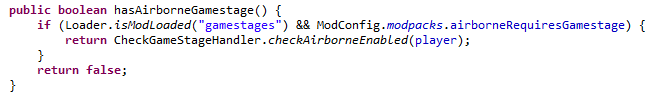 public boolean hasAirborneGamestage() {
    if (Loader.isModLoaded("gamestages") && ModConfig.modpacks.airborneRequiresGamestage) {
        return CheckGameStageHandler.checkAirborneEnabled(player);
    }
    return false;
}